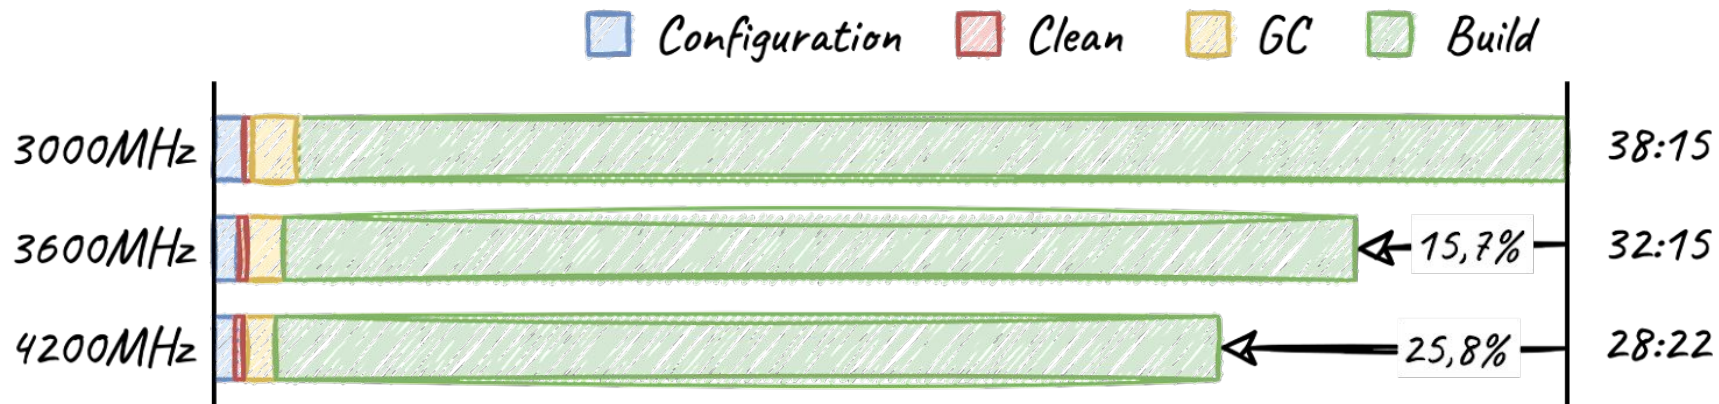 Configuration Clean GC Build
3000MHz 38:15
3600MHz 15,7% 32:15
4200MHz 25,8% 28:22